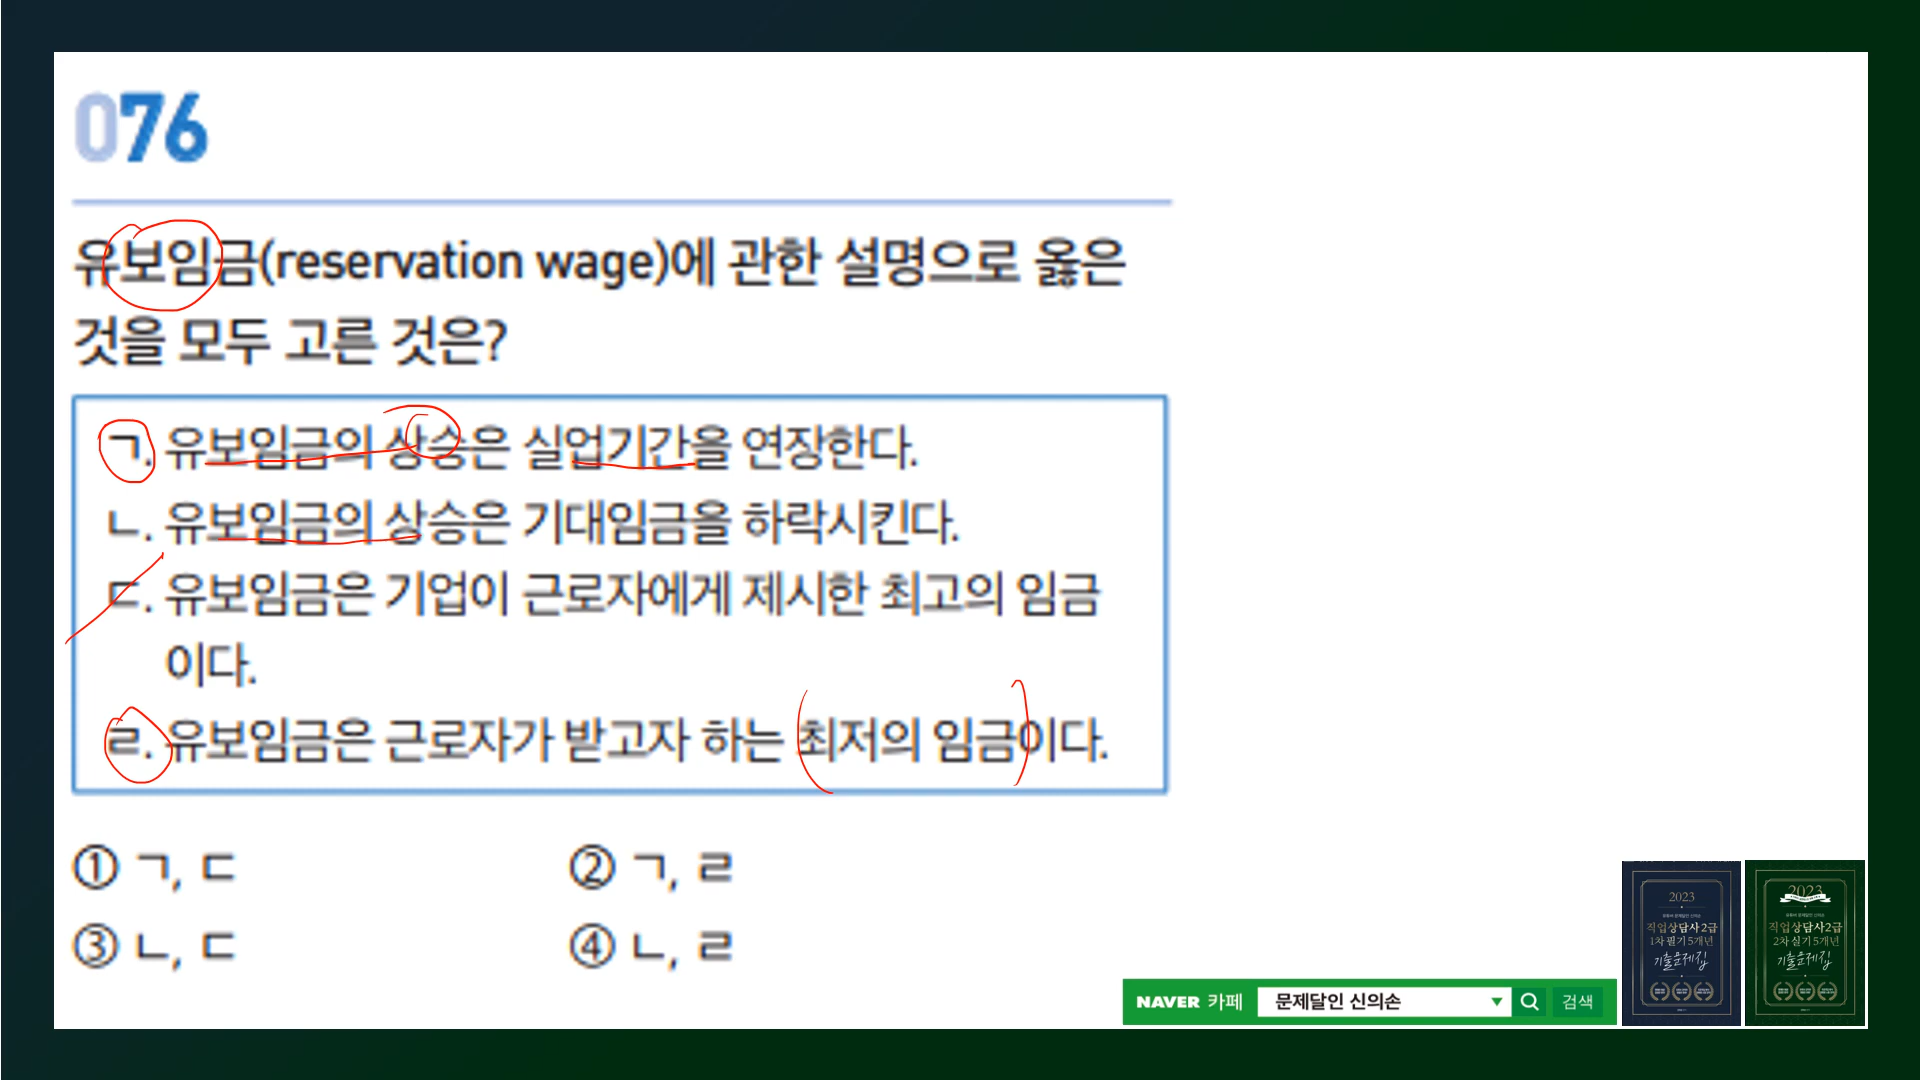 076
유보임금(reservation wage)에 관한 설명으로 옳은
것을 모두 고른 것은?
ㄱ. 유보임금의 상승은 실업기간을 연장한다.
ㄴ. 유보임금의 상승은 기대임금을 하락시킨다.
ㄷ. 유보임금은 기업이 근로자에게 제시한 최고의 임금
이다.
ㄹ. 유보임금은 근로자가 받고자 하는 최저의 임금이다.
① ㄱ, ㄷ
② ㄱ, ㄹ
③ ㄴ, ㄷ
④ ㄴ, ㄹ
NAVER 카페 문제달인 신의손 검색
2023
직업상담사 2급
1차 필기 5개년
기출문제집
2023
직업상담사 2급
2차 실기 5개년
기출문제집